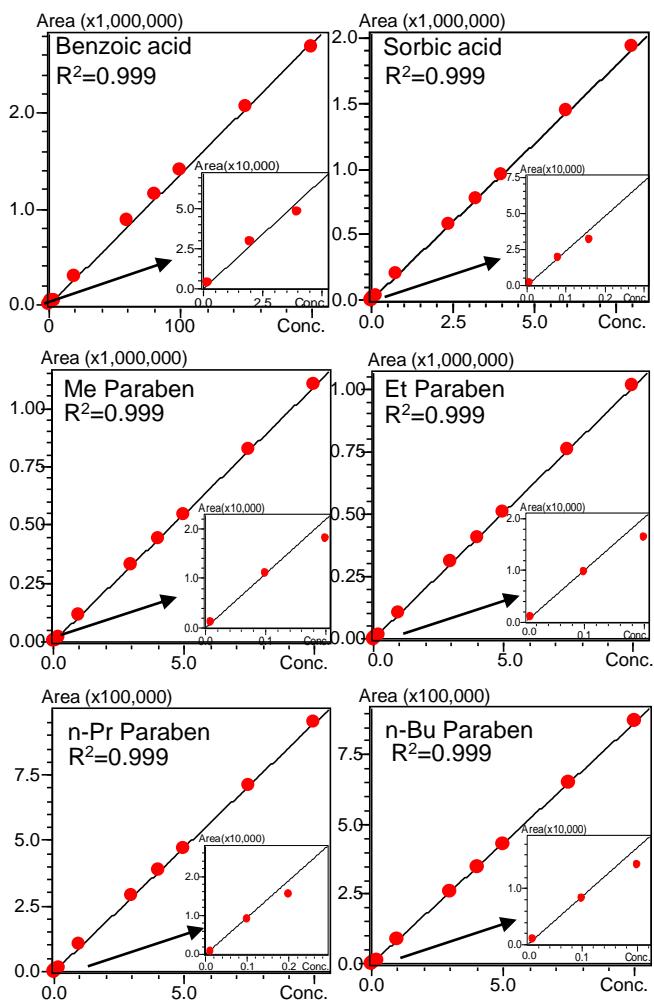 Area (x1,000,000)
Benzoic acid
R²=0.999
2.0
1.0
0.0
Area(x10,000)
5.0
2.5
0.0
0.0
2.5
0
100
Conc.
Area (x1,000,000)
Sorbic acid
R²=0.999
2.0
1.5
1.0
0.5
0.0
Area(x10,000)
7.5
5.0
2.5
0.0
0.0
0.1
0.2
0.0
2.5
5.0
Conc.
Area (x1,000,000)
Me Paraben
R²=0.999
1.00
0.75
0.50
0.25
0.00
Area(x10,000)
2.0
1.0
0.0
0.0
0.1
0.0
5.0
Conc.
Area (x1,000,000)
Et Paraben
R²=0.999
1.00
0.75
0.50
0.25
0.00
Area(x10,000)
2.0
1.0
0.0
0.0
0.1
0.0
5.0
Conc.
Area (x100,000)
n-Pr Paraben
R²=0.999
7.5
5.0
2.5
0.0
Area(x10,000)
2.0
1.0
0.0
0.0
0.1
0.2
0.0
5.0
Conc.
Area (x100,000)
n-Bu Paraben
R²=0.999
7.5
5.0
2.5
0.0
Area(x10,000)
1.0
0.0
0.0
0.1
0.0
5.0
Conc.